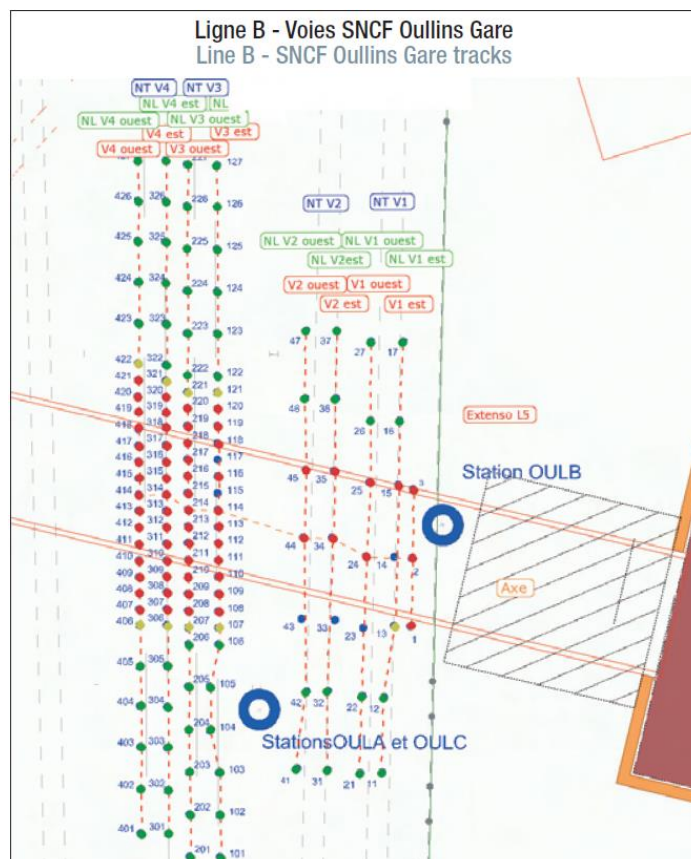 Ligne B - Voies SNCF Oullins Gare
Line B - SNCF Oullins Gare tracks
NT V4 NT V3
NL V4 est NL
NL V4 ouest NL V3 ouest
V4 est V3 est
V4 ouest V3 ouest
127
426 326 226 126
425 325 225 125
424 324 224 124
423 323 223 123
422 322 222 122
421 321 221 121
420 320 220 120
419 319 219 119
418 318 218 118
417 317 217 117
416 316 216 116
415 315 215 115
414 314 214 114
413 313 213 113
412 312 212 112
411 311 211 111
410 310 210 110
409 309 209 109
408 308 208 108
407 307 207 107
406 306 206 106
405 305 205 105
404 304 204 104
403 303 203 103
402 302 202 102
401 301 201 101
NT V2 NT V1
NL V2 ouest NL V1 ouest
NL V2est NL V1 est
V2 ouest V1 ouest
V2 est V1 est
47 37 27 17
46 36 26 16
45 35 25 15 3
44 34 24 14 2
43 33 23 13 1
42 32 22 12
41 31 21 11
Extenso L5
Station OULB
Axe
StationsOULA et OULC